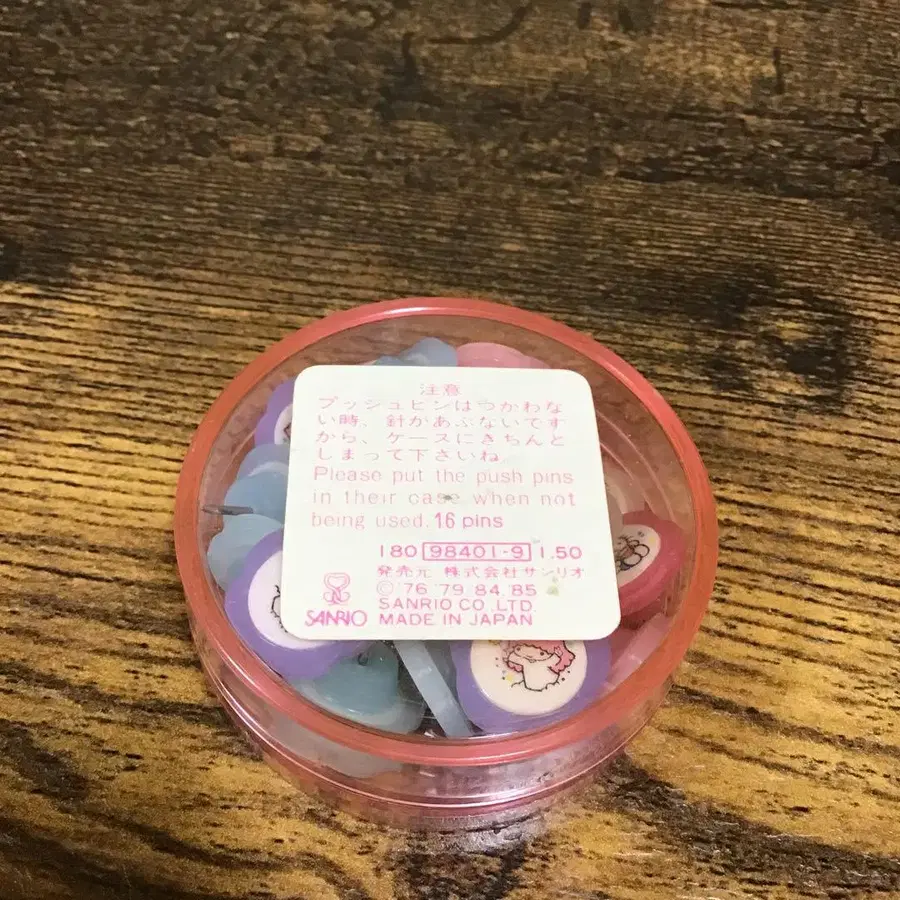 注意
プッシュピンはつかわな
い時、針があぶないです
から、ケースにきちんと
しまって下さいね。
Please put the push pins
in their case when not
being used. 16 pins
180 98401-9 1.50
発売元 株式会社サンリオ
© '76 '79 '84 '85
SANRIO CO., LTD.
SANRIO MADE IN JAPAN